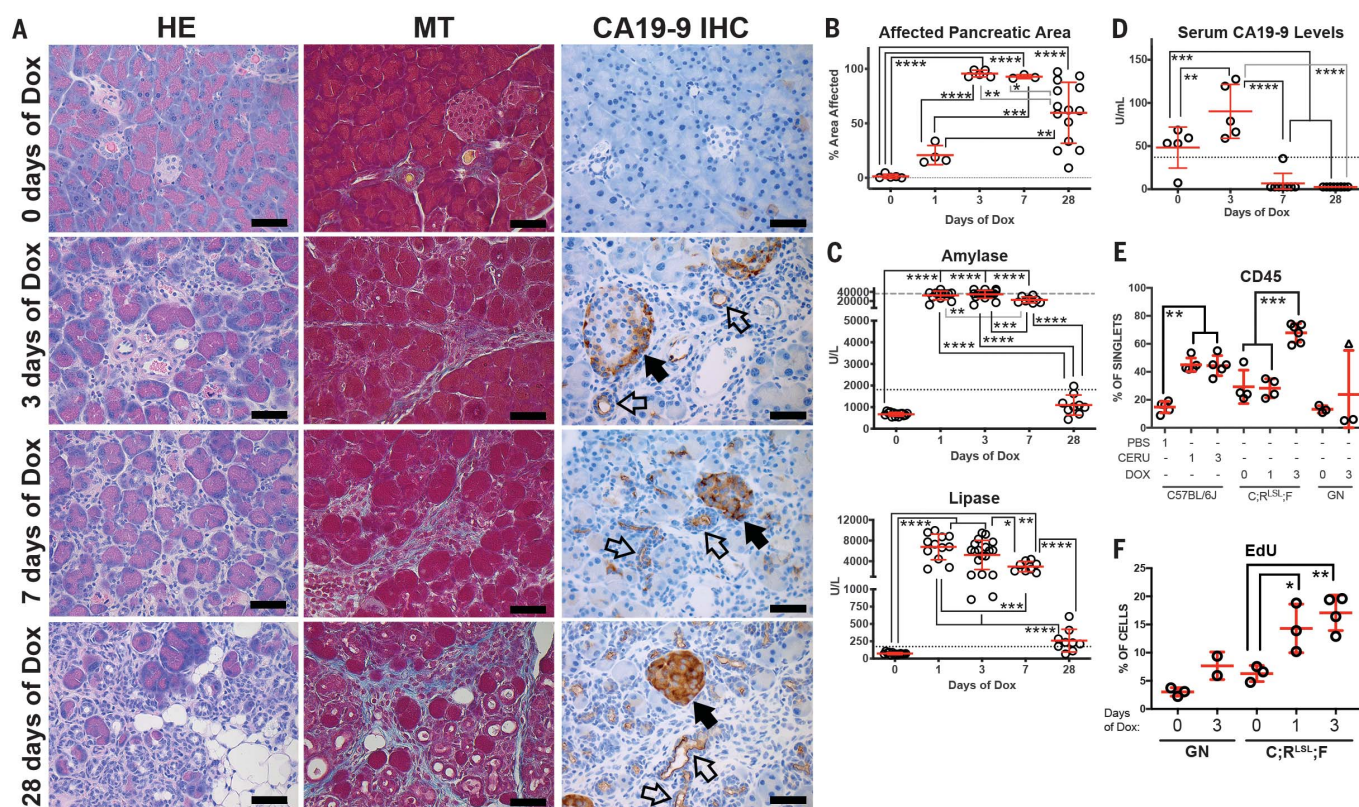 A
HE
MT
CA19-9 IHC
0 days of Dox
3 days of Dox
7 days of Dox
28 days of Dox
B
Affected Pancreatic Area
% Area Affected
100
50
0
**** **** ****
**** ** *
***
**
0 1 3 7 28
Days of Dox
C
Amylase
U/L
40000
20000
5000
4000
3000
2000
1000
0
**** **** ****
**
*** ****
****
****
0 1 3 7 28
Days of Dox
Lipase
U/L
12000
8000
4000
1000
750
500
250
0
**** * **
****
***
****
0 1 3 7 28
Days of Dox
D
Serum CA19-9 Levels
U/mL
150
100
50
0
***
**
****
****
0 3 7 28
Days of Dox
E
CD45
% OF SINGLETS
100
80
60
40
20
0
**
***
PBS 1 - - - - - - -
CERU - 1 3 - - - - -
DOX - - - 0 1 3 0 3
C57BL/6J C;RLSL;F GN
F
EdU
% OF CELLS
25
20
15
10
5
0
*
**
Days of Dox: 0 3 0 1 3
GN C;RLSL;F